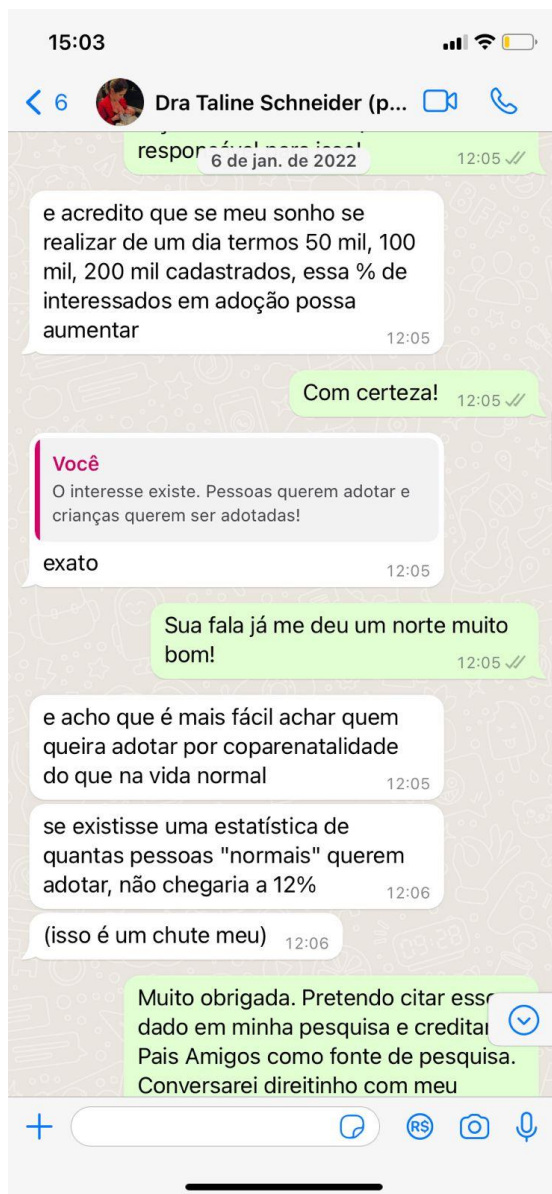 15:03
6
Dra Taline Schneider (p...
6 de jan. de 2022
12:05
e acredito que se meu sonho se
realizar de um dia termos 50 mil, 100
mil, 200 mil cadastrados, essa % de
interessados em adoção possa
aumentar
12:05
Com certeza! 12:05
Você
O interesse existe. Pessoas querem adotar e
crianças querem ser adotadas!
exato
12:05
Sua fala já me deu um norte muito
bom!
12:05
e acho que é mais fácil achar quem
queira adotar por coparenatalidade
do que na vida normal
12:05
se existisse uma estatística de
quantas pessoas "normais" querem
adotar, não chegaria a 12%
12:06
(isso é um chute meu) 12:06
Muito obrigada. Pretendo citar
dado em minha pesquisa e creditar
Pais Amigos como fonte de pesquisa.
Conversarei direitinho com meu
R$